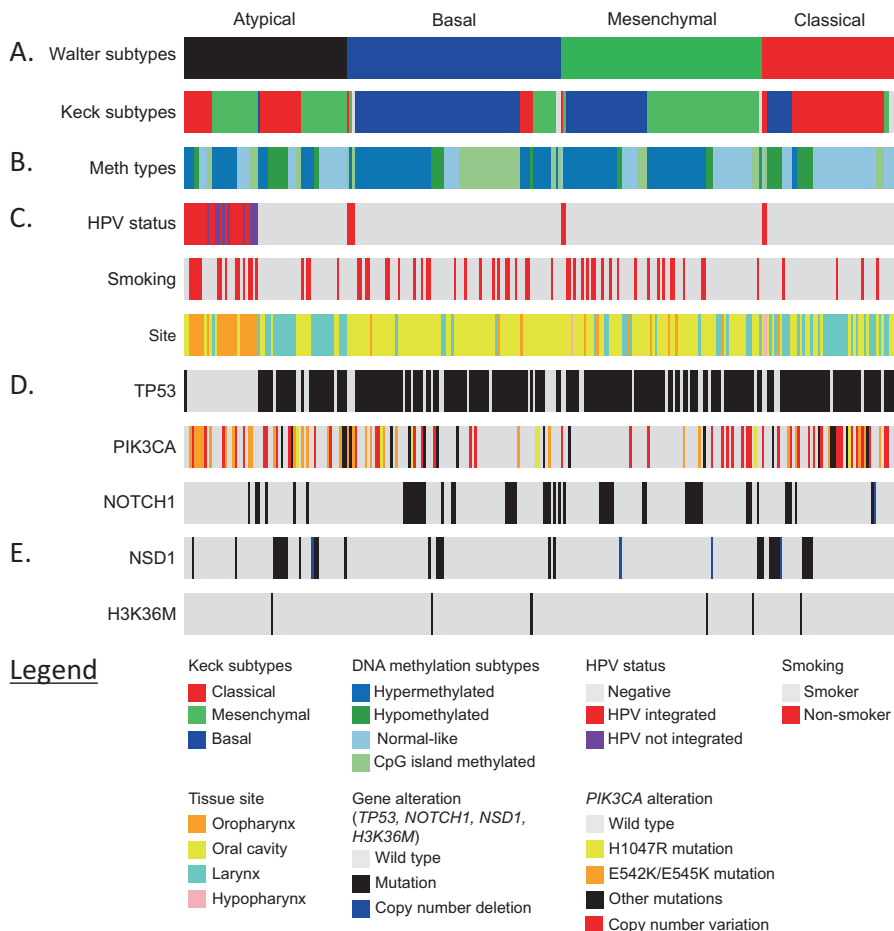 Atypical Basal Mesenchymal Classical
A. Walter subtypes
Keck subtypes
B. Meth types
C. HPV status
Smoking
Site
D. TP53
PIK3CA
NOTCH1
E. NSD1
H3K36M
Legend
Keck subtypes
Classical
Mesenchymal
Basal
DNA methylation subtypes
Hypermethylated
Hypomethylated
Normal-like
CpG island methylated
HPV status
Negative
HPV integrated
HPV not integrated
Smoking
Smoker
Non-smoker
Tissue site
Oropharynx
Oral cavity
Larynx
Hypopharynx
Gene alteration
(TP53, NOTCH1, NSD1,
H3K36M)
Wild type
Mutation
Copy number deletion
PIK3CA alteration
Wild type
H1047R mutation
E542K/E545K mutation
Other mutations
Copy number variation